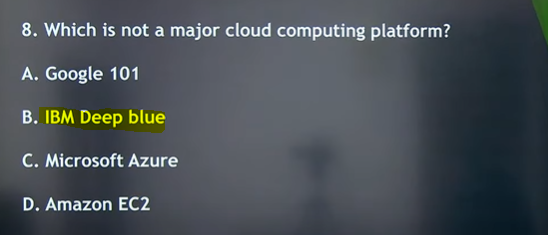 8. Which is not a major cloud computing platform?
A. Google 101
B. IBM Deep blue
C. Microsoft Azure
D. Amazon EC2